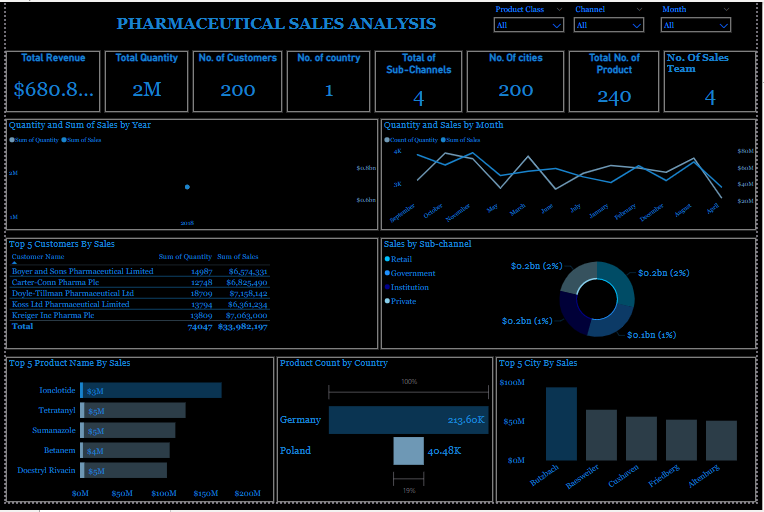 Product Class
Channel
Month
PHARMACEUTICAL SALES ANALYSIS
All
All
All
Total Revenue
$680.8...
Total Quantity
2M
No. of Customers
200
No. of country
1
Total of
Sub-Channels
4
No. Of cities
200
Total No. of
Product
240
No. Of Sales
Team
4
Quantity and Sum of Sales by Year
Sum of Quantity
Sum of Sales
2M
1M
$0.8bn
$0.6bn
2018
Quantity and Sales by Month
Count of Quantity
Sum of Sales
4K
3K
$80M
$60M
$40M
$20M
September
October
November
May
March
June
July
January
February
December
August
April
Top 5 Customers By Sales
Customer Name Sum of Quantity Sum of Sales
Boyer and Sons Pharmaceutical Limited 14987 $6,574,331
Carter-Conn Pharma Plc 12748 $6,825,490
Doyle-Tillman Pharmaceutical Ltd 18709 $7,158,142
Koss Ltd Pharmaceutical Limited 13794 $6,361,234
Kreiger Inc Pharma Plc 13809 $7,063,000
Total 74047 $33,982,197
Sales by Sub-channel
Retail
Government
Institution
Private
$0.2bn (2%)
$0.2bn (2%)
$0.2bn (1%)
$0.1bn (1%)
Top 5 Product Name By Sales
Ionclotide $3M
Tetratanyl $5M
Sumanazole $5M
Betanem $4M
Docstryl Rivacin $5M
$0M $50M $100M $150M $200M
Product Count by Country
100%
Germany 213.60K
Poland 40.48K
19%
Top 5 City By Sales
$100M
$50M
$0M
Butzbach
Baesweiler
Cuxhaven
Friedberg
Altenburg